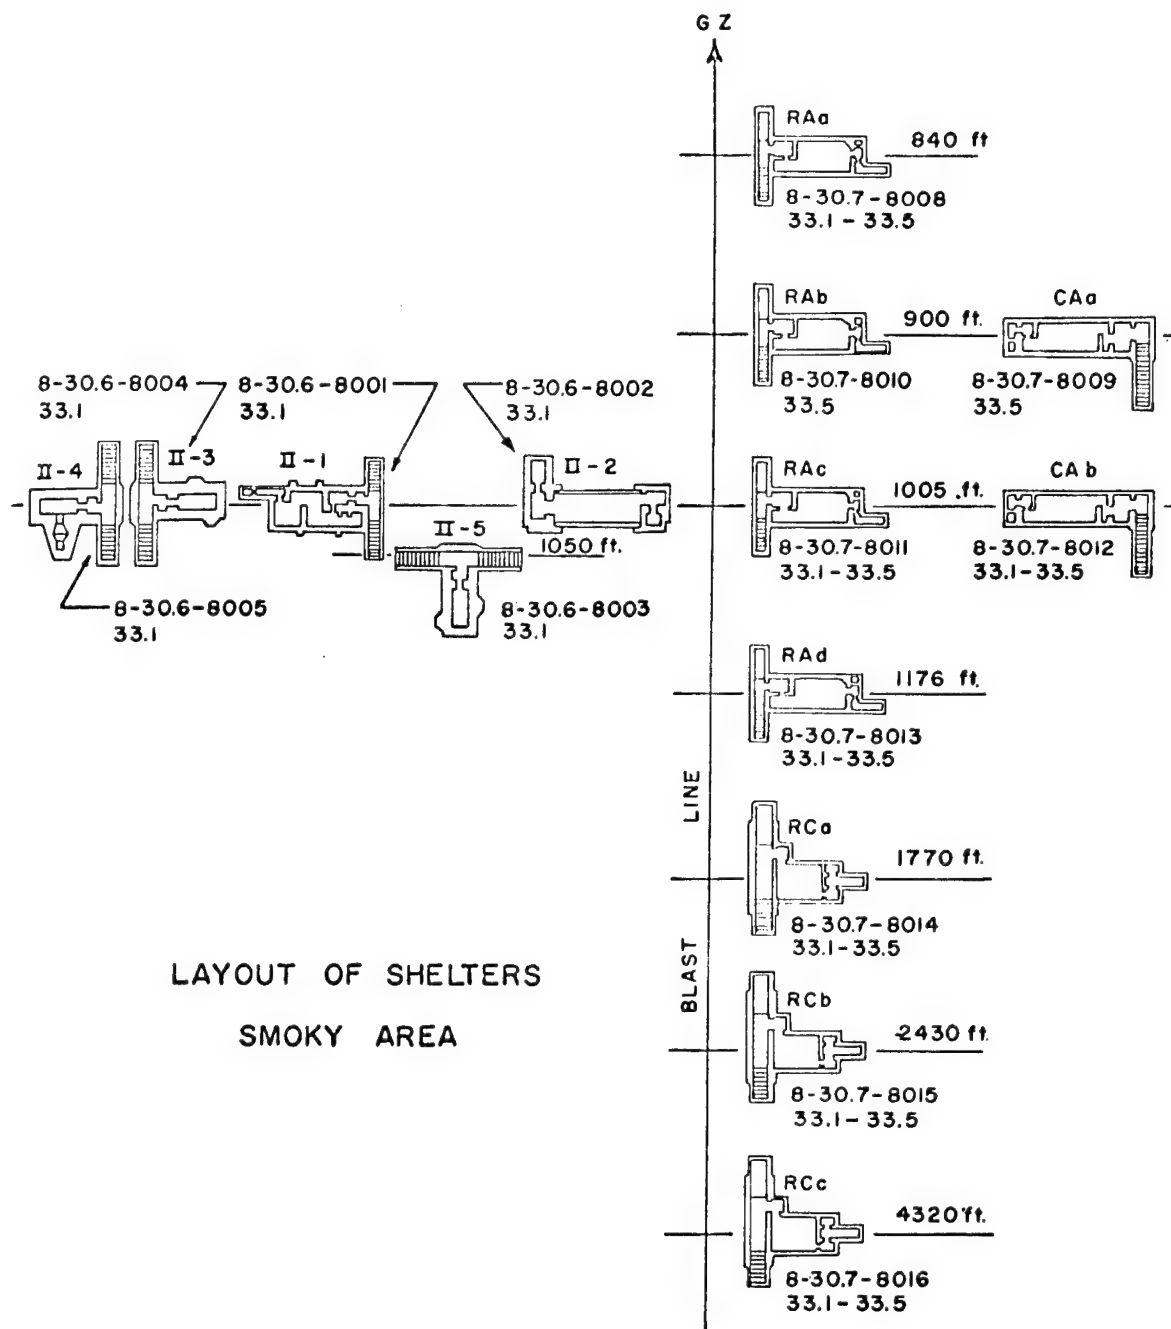 G Z
RAa
840 ft
8-30.7-8008
33.1-33.5
RAb
900 ft.
CAa
8-30.7-8010
33.5
8-30.7-8009
33.5
8-30.6-8004
33.1
8-30.6-8001
33.1
8-30.6-8002
33.1
II-4
II-3
II-1
II-2
RAc
1005 ft.
CAb
II-5
1050 ft.
8-30.7-8011
33.1-33.5
8-30.7-8012
33.1-33.5
8-30.6-8005
33.1
8-30.6-8003
33.1
RAd
1176 ft.
8-30.7-8013
33.1-33.5
BLAST LINE
RCa
1770 ft.
8-30.7-8014
33.1-33.5
LAYOUT OF SHELTERS
SMOKY AREA
RCb
2430 ft.
8-30.7-8015
33.1-33.5
RCc
4320 ft.
8-30.7-8016
33.1-33.5